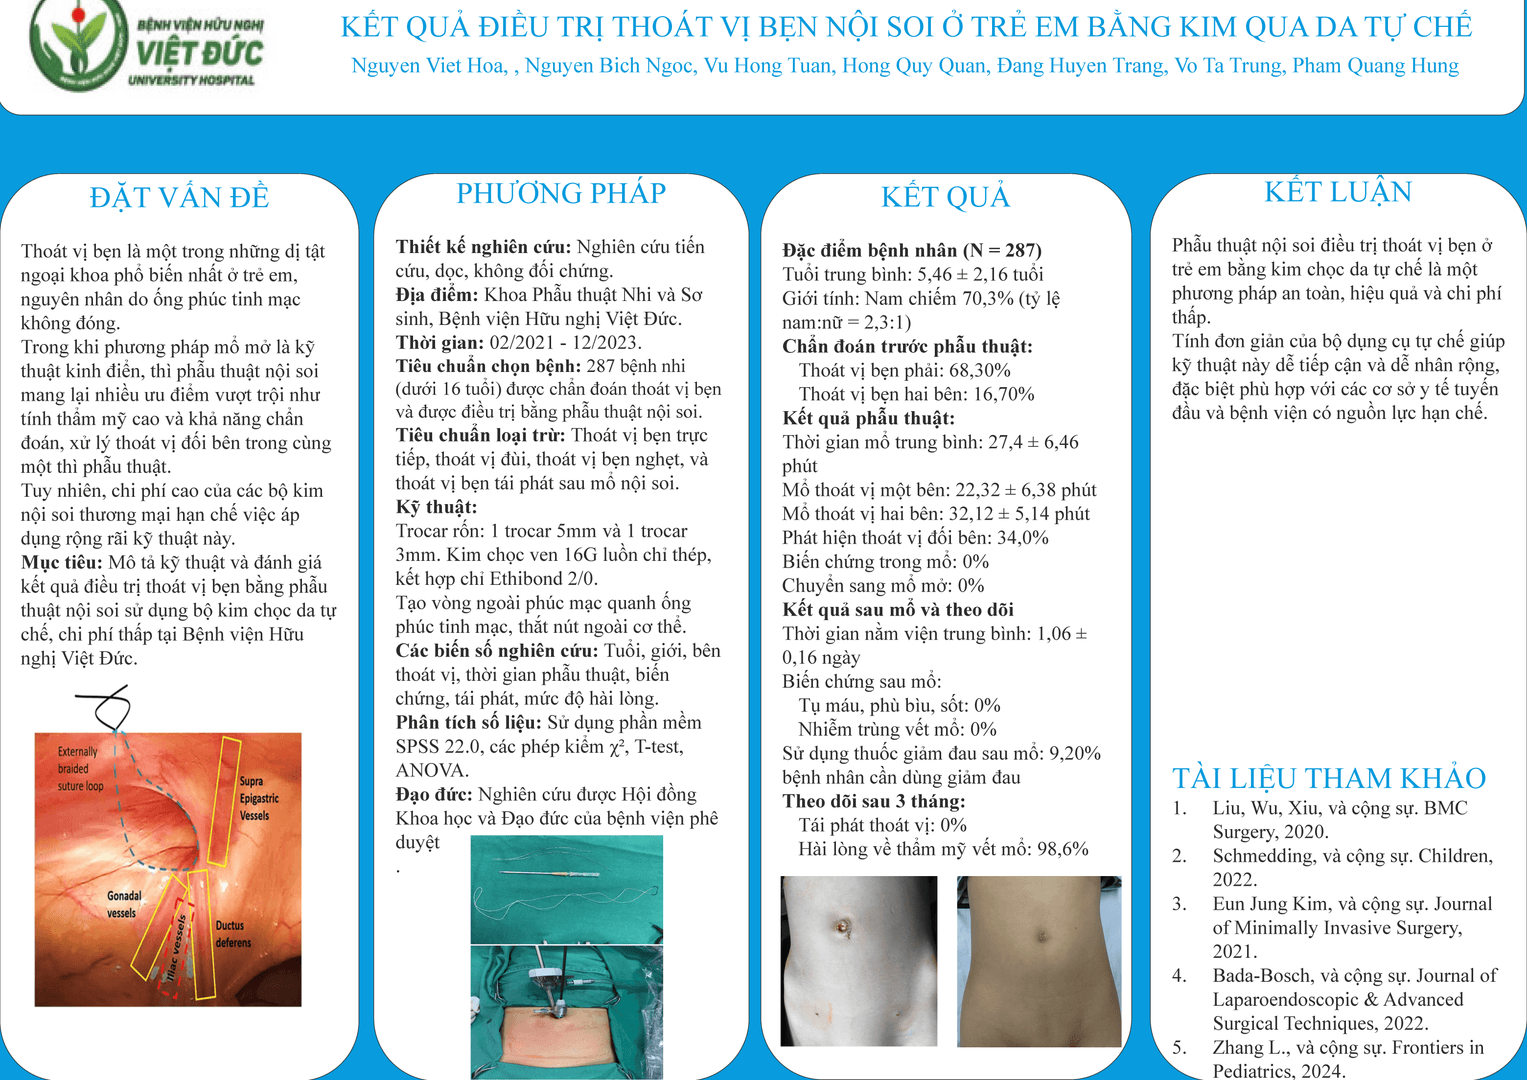 BỆNH VIỆN HỮU NGHỊ
VIỆT ĐỨC
UNIVERSITY HOSPITAL
KẾT QUẢ ĐIỀU TRỊ THOÁT VỊ BẸN NỘI SOI Ở TRẺ EM BẰNG KIM QUA DA TỰ CHẾ
Nguyen Viet Hoa, , Nguyen Bich Ngoc, Vu Hong Tuan, Hong Quy Quan, Đang Huyen Trang, Vo Ta Trung, Pham Quang Hung
ĐẶT VẤN ĐỀ
Thoát vị bẹn là một trong những dị tật
ngoại khoa phổ biến nhất ở trẻ em,
nguyên nhân do ống phúc tinh mạc
không đóng.
Trong khi phương pháp mổ mở là kỹ
thuật kinh điển, thì phẫu thuật nội soi
mang lại nhiều ưu điểm vượt trội như
tính thẩm mỹ cao và khả năng chẩn
đoán, xử lý thoát vị đối bên trong cùng
một thì phẫu thuật.
Tuy nhiên, chi phí cao của các bộ kim
nội soi thương mại hạn chế việc áp
dụng rộng rãi kỹ thuật này.
Mục tiêu: Mô tả kỹ thuật và đánh giá
kết quả điều trị thoát vị bẹn bằng phẫu
thuật nội soi sử dụng bộ kim chọc da tự
chế, chi phí thấp tại Bệnh viện Hữu
nghị Việt Đức.
Externally
braided
suture loop
Supra
Epigastric
Vessels
Gonadal
vessels
Iliac vessels
Ductus
deferens
PHƯƠNG PHÁP
Thiết kế nghiên cứu: Nghiên cứu tiến
cứu, dọc, không đối chứng.
Địa điểm: Khoa Phẫu thuật Nhi và Sơ
sinh, Bệnh viện Hữu nghị Việt Đức.
Thời gian: 02/2021 - 12/2023.
Tiêu chuẩn chọn bệnh: 287 bệnh nhi
(dưới 16 tuổi) được chẩn đoán thoát vị bẹn
và được điều trị bằng phẫu thuật nội soi.
Tiêu chuẩn loại trừ: Thoát vị bẹn trực
tiếp, thoát vị đùi, thoát vị bẹn nghẹt, và
thoát vị bẹn tái phát sau mổ nội soi.
Kỹ thuật:
Trocar rốn: 1 trocar 5mm và 1 trocar
3mm. Kim chọc ven 16G luồn chỉ thép,
kết hợp chỉ Ethibond 2/0.
Tạo vòng ngoài phúc mạc quanh ống
phúc tinh mạc, thắt nút ngoài cơ thể.
Các biến số nghiên cứu: Tuổi, giới, bên
thoát vị, thời gian phẫu thuật, biến
chứng, tái phát, mức độ hài lòng.
Phân tích số liệu: Sử dụng phần mềm
SPSS 22.0, các phép kiểm χ², T-test,
ANOVA.
Đạo đức: Nghiên cứu được Hội đồng
Khoa học và Đạo đức của bệnh viện phê
duyệt
.
KẾT QUẢ
Đặc điểm bệnh nhân (N = 287)
Tuổi trung bình: 5,46 ± 2,16 tuổi
Giới tính: Nam chiếm 70,3% (tỷ lệ
nam:nữ = 2,3:1)
Chẩn đoán trước phẫu thuật:
Thoát vị bẹn phải: 68,30%
Thoát vị bẹn hai bên: 16,70%
Kết quả phẫu thuật:
Thời gian mổ trung bình: 27,4 ± 6,46
phút
Mổ thoát vị một bên: 22,32 ± 6,38 phút
Mổ thoát vị hai bên: 32,12 ± 5,14 phút
Phát hiện thoát vị đối bên: 34,0%
Biến chứng trong mổ: 0%
Chuyển sang mổ mở: 0%
Kết quả sau mổ và theo dõi
Thời gian nằm viện trung bình: 1,06 ±
0,16 ngày
Biến chứng sau mổ:
Tụ máu, phù bìu, sốt: 0%
Nhiễm trùng vết mổ: 0%
Sử dụng thuốc giảm đau sau mổ: 9,20%
bệnh nhân cần dùng giảm đau
Theo dõi sau 3 tháng:
Tái phát thoát vị: 0%
Hài lòng về thẩm mỹ vết mổ: 98,6%
KẾT LUẬN
Phẫu thuật nội soi điều trị thoát vị bẹn ở
trẻ em bằng kim chọc da tự chế là một
phương pháp an toàn, hiệu quả và chi phí
thấp.
Tính đơn giản của bộ dụng cụ tự chế giúp
kỹ thuật này dễ tiếp cận và dễ nhân rộng,
đặc biệt phù hợp với các cơ sở y tế tuyến
đầu và bệnh viện có nguồn lực hạn chế.
TÀI LIỆU THAM KHẢO
1. Liu, Wu, Xiu, và cộng sự. BMC
Surgery, 2020.
2. Schmedding, và cộng sự. Children,
2022.
3. Eun Jung Kim, và cộng sự. Journal
of Minimally Invasive Surgery,
2021.
4. Bada-Bosch, và cộng sự. Journal of
Laparoendoscopic & Advanced
Surgical Techniques, 2022.
5. Zhang L., và cộng sự. Frontiers in
Pediatrics, 2024.